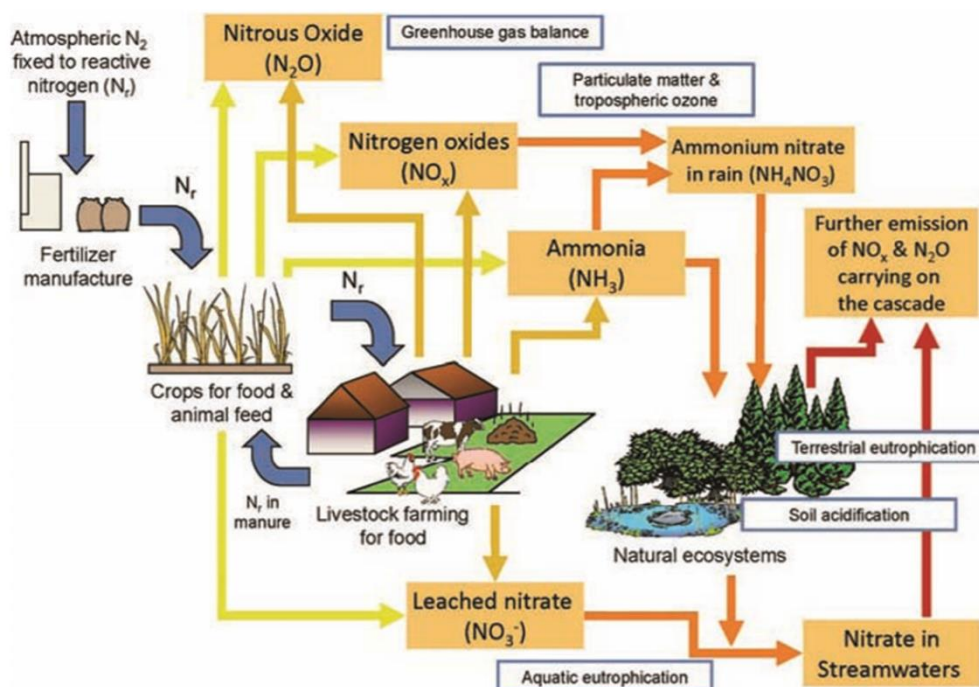 Atmospheric N₂
fixed to reactive
nitrogen (Nᵣ)
Nitrous Oxide
(N₂O)
Greenhouse gas balance
Particulate matter &
tropospheric ozone
Nitrogen oxides
(NOₓ)
Ammonium nitrate
in rain (NH₄NO₃)
Nᵣ
Fertilizer
manufacture
Ammonia
(NH₃)
Further emission
of NOₓ & N₂O
carrying on
the cascade
Nᵣ
Crops for food &
animal feed
Terrestrial eutrophication
Nᵣ in
manure
Livestock farming
for food
Soil acidification
Natural ecosystems
Leached nitrate
(NO₃⁻)
Nitrate in
Streamwaters
Aquatic eutrophication